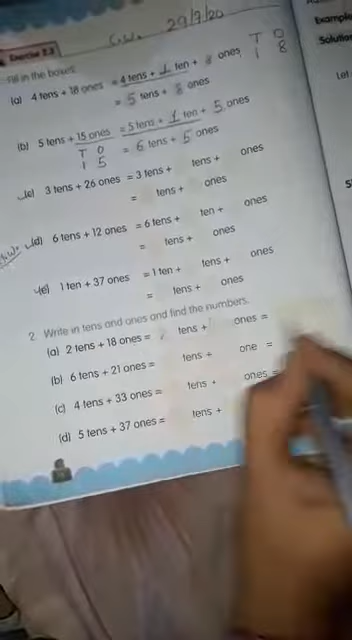 C.W. 29/7/20
Exercise 2.2
Example
Solution
Fill in the boxes.
T O
1 8
(a) 4 tens + 18 ones = 4 tens + 1 ten + 8 ones
= 5 tens + 8 ones
Let
(b) 5 tens + 15 ones = 5 tens + 1 ten + 5 ones
T O
1 5
= 6 tens + 5 ones
(c) 3 tens + 26 ones = 3 tens + tens + ones
= tens + ones
(d) 6 tens + 12 ones = 6 tens + ten + ones
= tens + ones
(e) 1 ten + 37 ones = 1 ten + tens + ones
= tens + ones
2. Write in tens and ones and find the numbers.
(a) 2 tens + 18 ones = tens + ones =
(b) 6 tens + 21 ones = tens + one =
(c) 4 tens + 33 ones = tens + ones =
(d) 5 tens + 37 ones = tens +